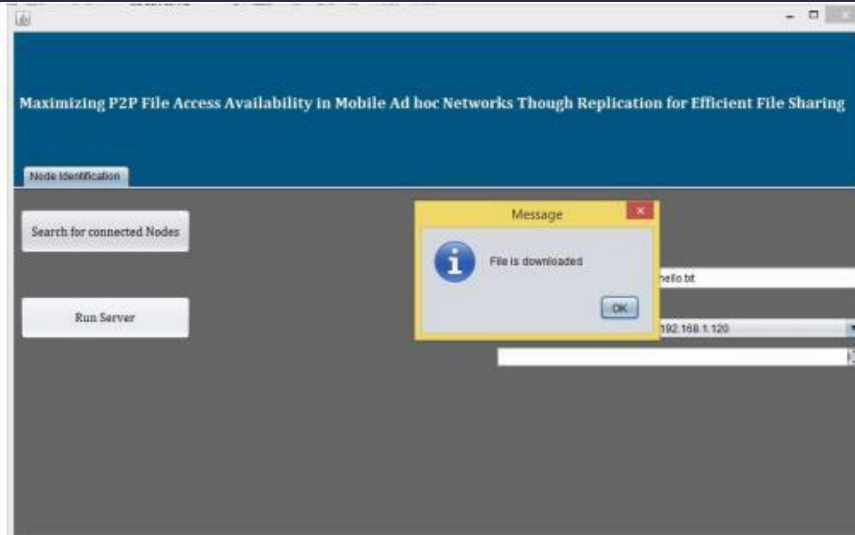 Maximizing P2P File Access Availability in Mobile Ad hoc Networks Though Replication for Efficient File Sharing
Node Identification
Search for connected Nodes
Message
File is downloaded
hello.txt
OK
Run Server
192.168.1.120